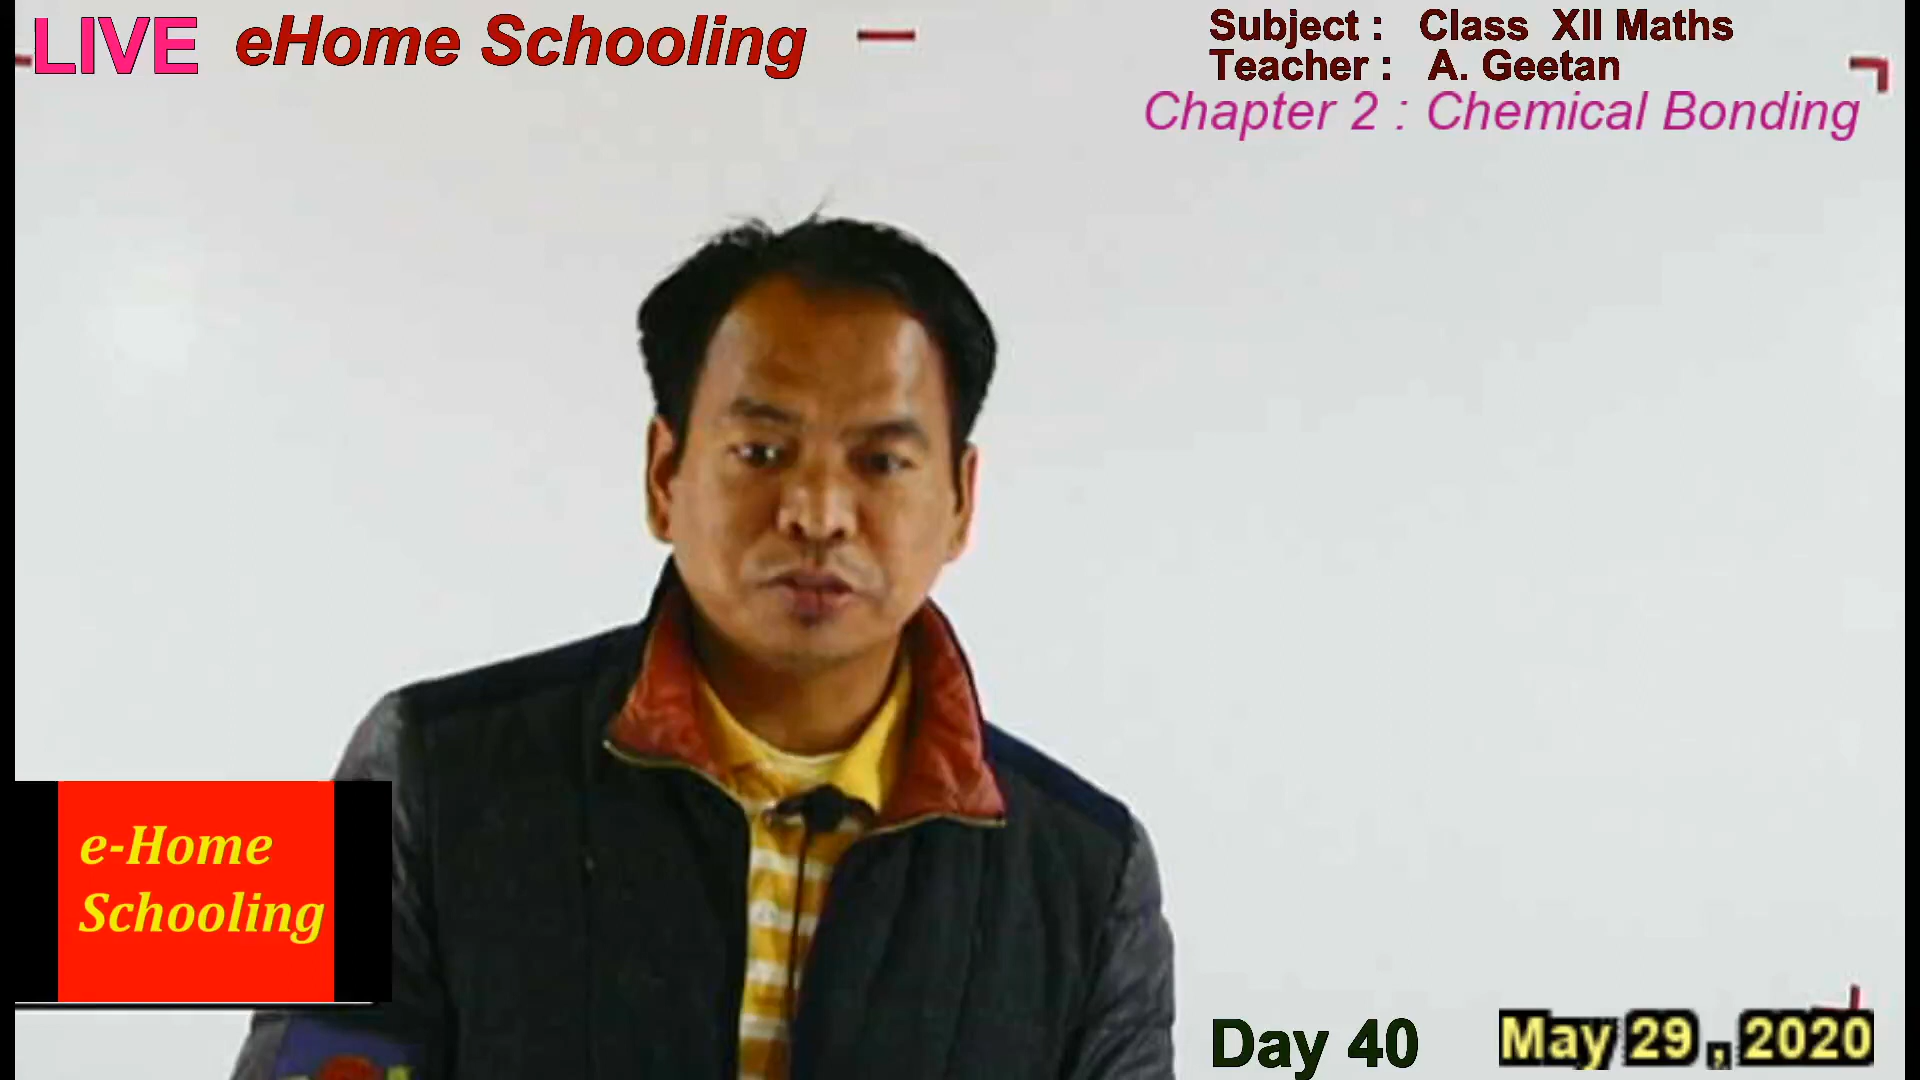 LIVE eHome Schooling
Subject : Class XII Maths
Teacher : A. Geetan
Chapter 2 : Chemical Bonding
e-Home
Schooling
Day 40
May 29 , 2020